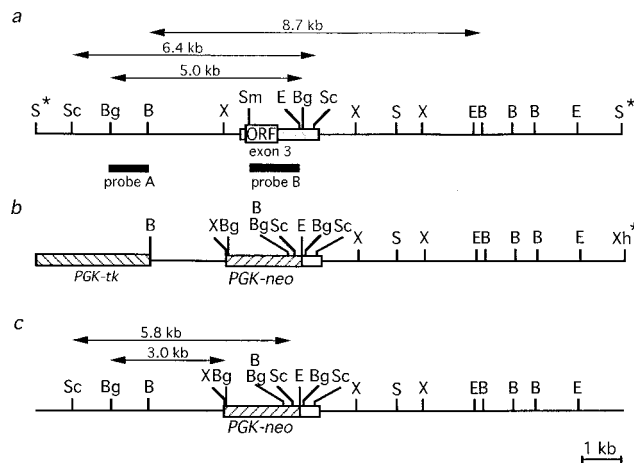 a
8.7 kb
6.4 kb
5.0 kb
S* Sc Bg B X Sm E Bg Sc X S X EB B B E S*
ORF
exon 3
probe A probe B
b
B XBg B BgSc E BgSc X S X EB B B E Xh*
PGK-tk PGK-neo
c
5.8 kb
3.0 kb
Sc Bg B XBg B BgSc E BgSc X S X EB B B E
PGK-neo
1 kb